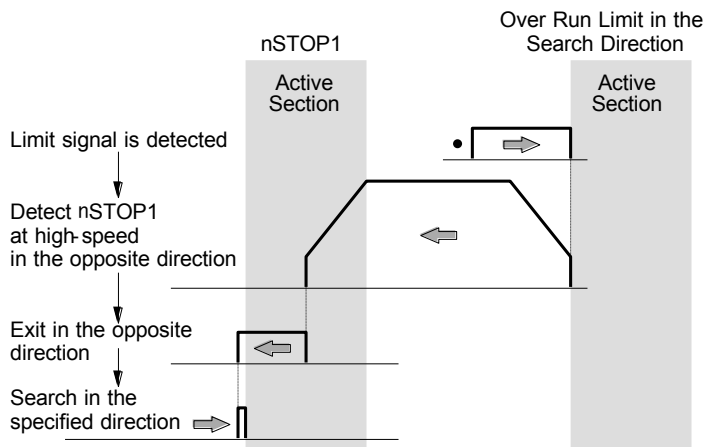 Over Run Limit in the
Search Direction
nSTOP1
Active
Section
Active
Section
Limit signal is detected
Detect nSTOP1
at high-speed
in the opposite direction
Exit in the opposite
direction
Search in the
specified direction